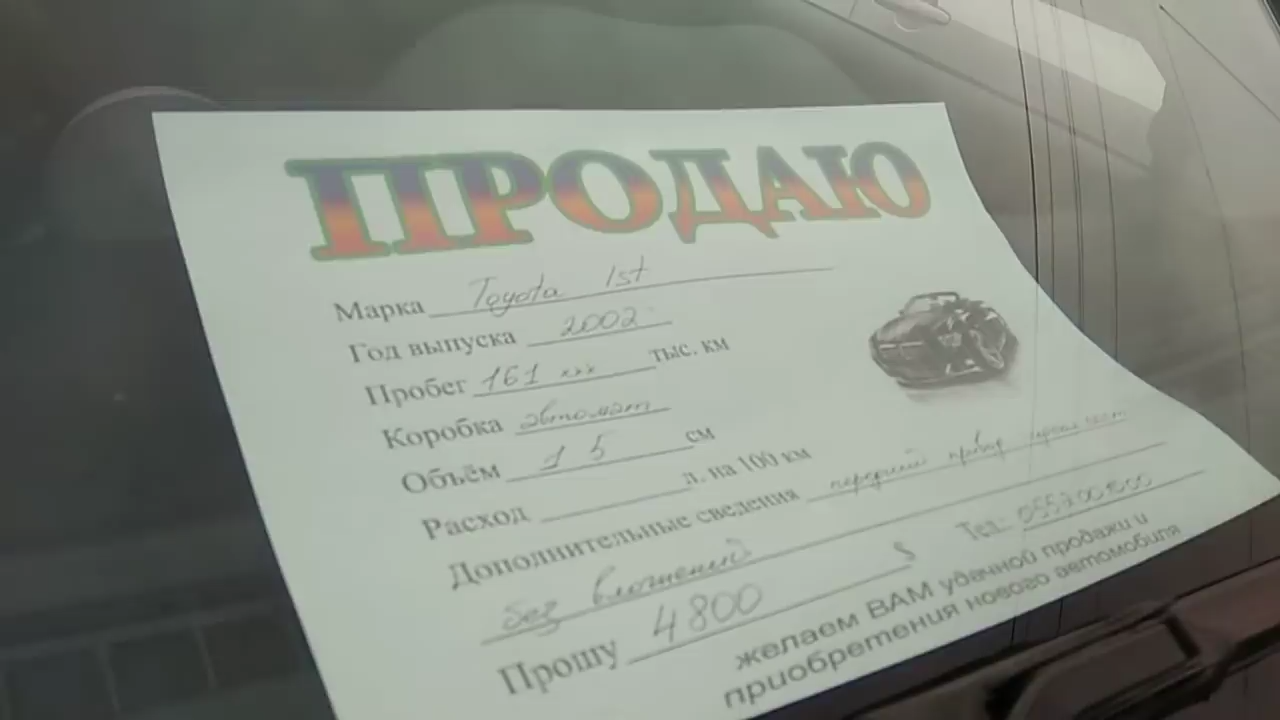 ПРОДАЮ
Марка Toyota Ist
Год выпуска 2002
Пробег 161 xxx тыс. км
Коробка автомат
Объём 1 5 см
Расход л. на 100 км
Дополнительные сведения передний привод
без вложений
Прошу 4800 $ Тел.:
желаем ВАМ удачной продажи и
приобретения нового автомобиля